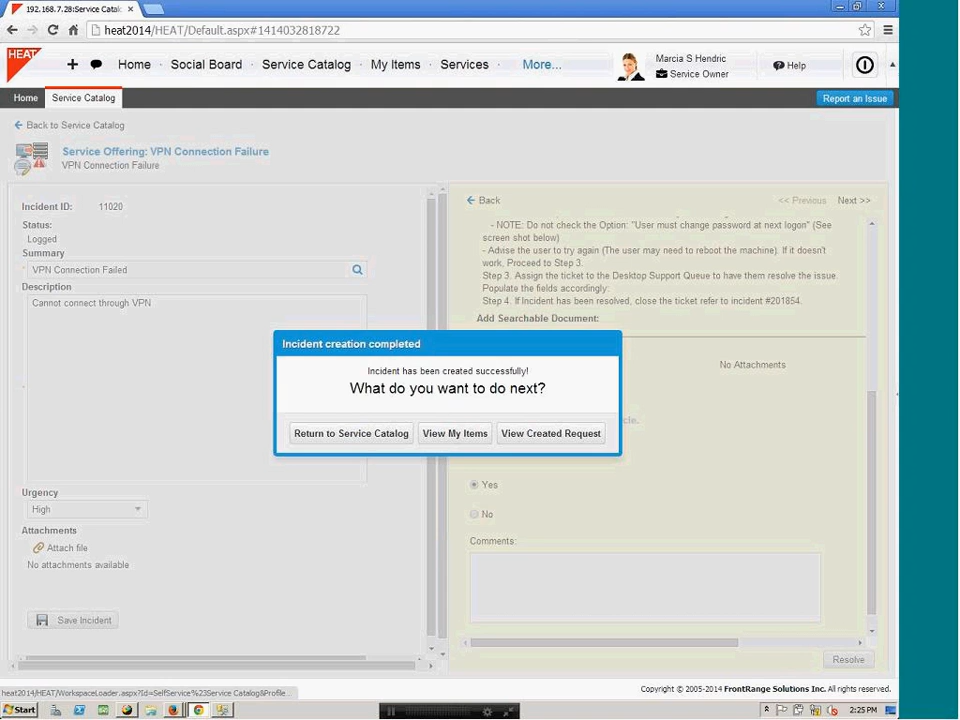 192.168.7.28:Service Catalo
heat2014/HEAT/Default.aspx#1414032818722
HEAT
Home
Social Board
Service Catalog
My Items
Services
More...
Marcia S Hendric
Service Owner
Help
Home
Service Catalog
Report an Issue
Back to Service Catalog
Service Offering: VPN Connection Failure
VPN Connection Failure
Incident ID: 11020
Status:
Logged
Summary
VPN Connection Failed
Description
Cannot connect through VPN
Urgency
High
Attachments
Attach file
No attachments available
Save Incident
Back
<< Previous Next >>
- NOTE: Do not check the Option: "User must change password at next logon" (See
screen shot below)
- Advise the user to try again (The user may need to reboot the machine). If it doesn't
work, Proceed to Step 3.
Step 3. Assign the ticket to the Desktop Support Queue to have them resolve the issue.
Populate the fields accordingly:
Step 4. If Incident has been resolved, close the ticket refer to incident #201854.
Add Searchable Document:
No Attachments
Incident creation completed
Incident has been created successfully!
What do you want to do next?
Return to Service Catalog
View My Items
View Created Request
Yes
No
Comments:
Resolve
heat2014/HEAT/WorkspaceLoader.aspx?Id=SelfService%23Service Catalog&Profile...
Copyright © 2005-2014 FrontRange Solutions Inc. All rights reserved.
Start
2:25 PM